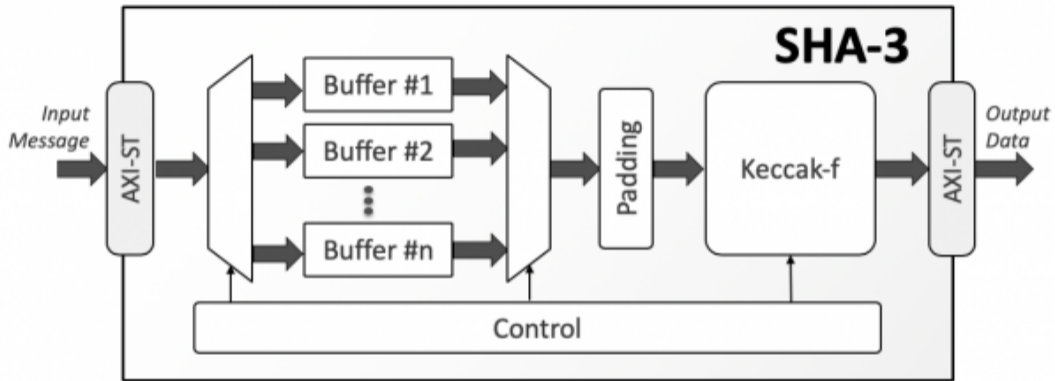 SHA-3
Input
Message
AXI-ST
Buffer #1
Buffer #2
Buffer #n
Padding
Keccak-f
AXI-ST
Output
Data
Control